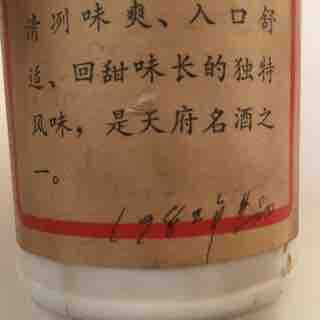 清冽味爽、入口舒
适、回甜味长的独特
风味，是天府名酒之
一。